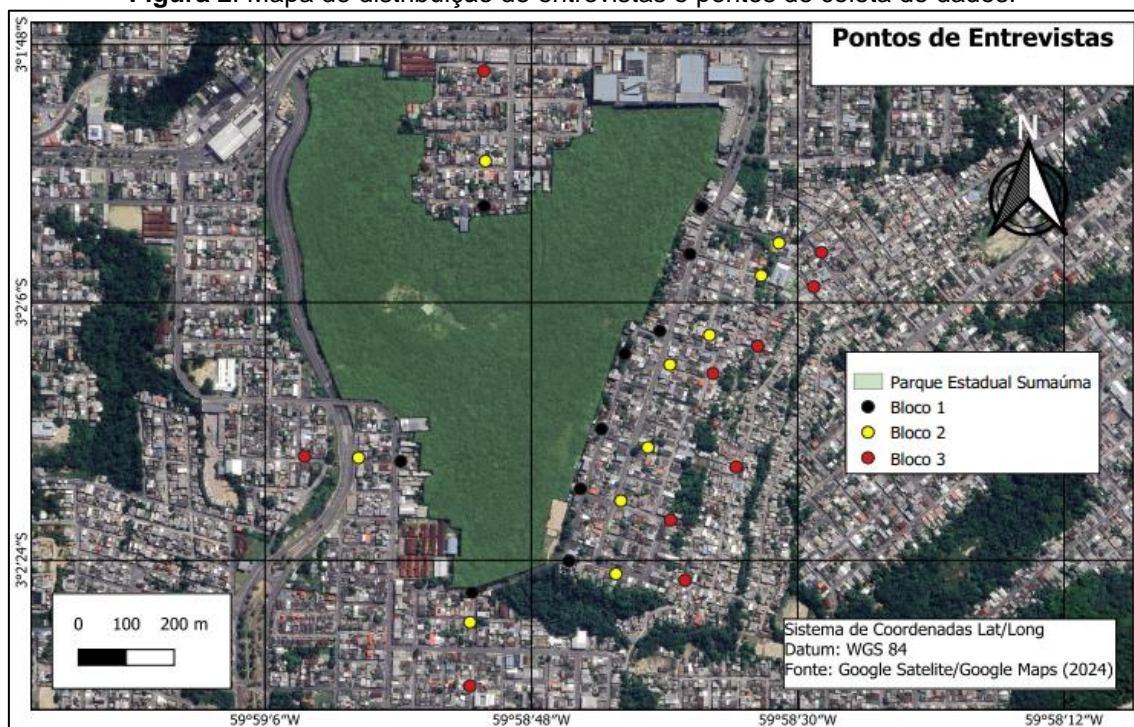 Figura 2. Mapa de distribuição de entrevistas e pontos de coleta de dados.
Pontos de Entrevistas
N
3°1'48"S
3°2'6"S
3°2'24"S
Parque Estadual Sumaúma
Bloco 1
Bloco 2
Bloco 3
0 100 200 m
Sistema de Coordenadas Lat/Long
Datum: WGS 84
Fonte: Google Satelite/Google Maps (2024)
59°59'6"W 59°58'48"W 59°58'30"W 59°58'12"W